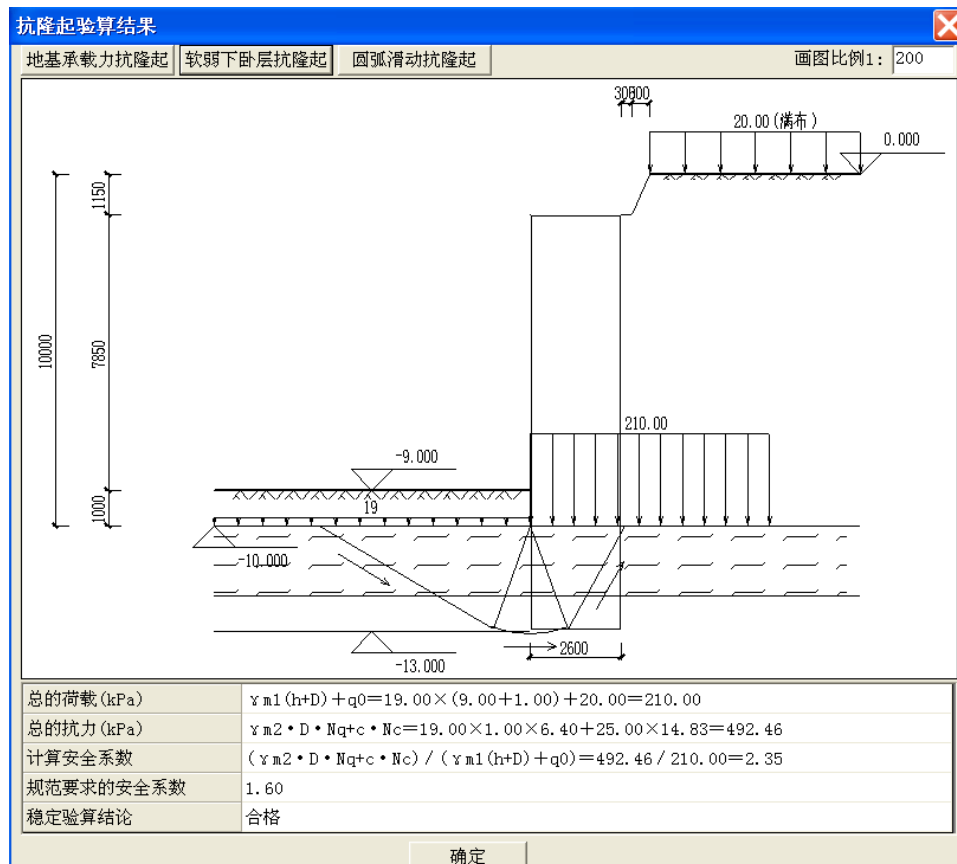 抗隆起验算结果
地基承载力抗隆起 软弱下卧层抗隆起 圆弧滑动抗隆起 画图比例1: 200
20.00(满布)
0.000
1150
10000
7850
210.00
-9.000
19
1000
-10.000
2600
-13.000
总的荷载(kPa) γm1(h+D)+q0=19.00×(9.00+1.00)+20.00=210.00
总的抗力(kPa) γm2·D·Nq+c·Nc=19.00×1.00×6.40+25.00×14.83=492.46
计算安全系数 (γm2·D·Nq+c·Nc)/(γm1(h+D)+q0)=492.46/210.00=2.35
规范要求的安全系数 1.60
稳定验算结论 合格
确定